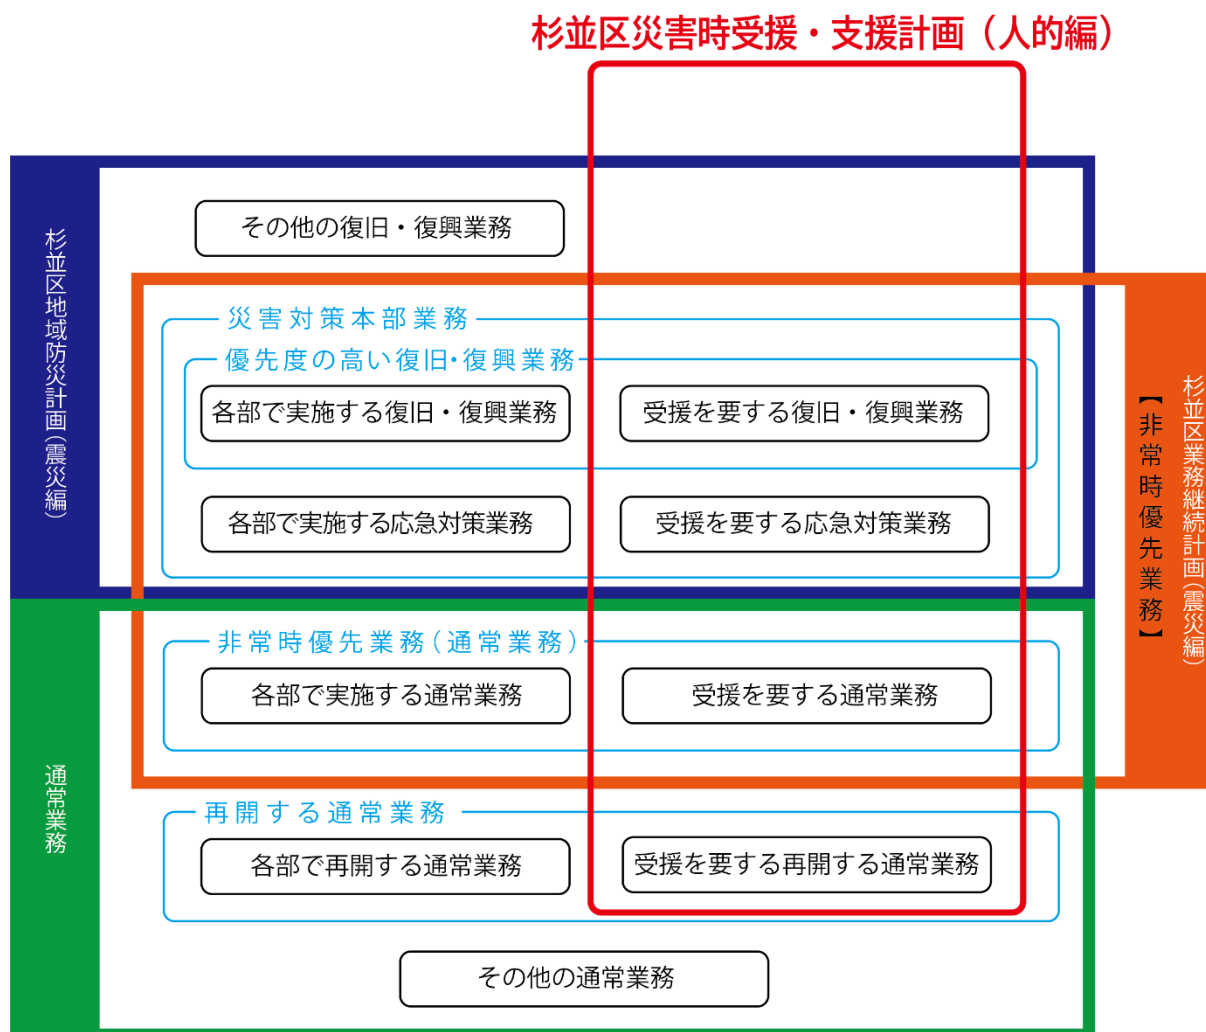 杉並区災害時受援・支援計画（人的編）
杉並区地域防災計画（震災編）
その他の復旧・復興業務
災害対策本部業務
優先度の高い復旧・復興業務
各部で実施する復旧・復興業務
受援を要する復旧・復興業務
各部で実施する応急対策業務
受援を要する応急対策業務
【非常時優先業務】
杉並区業務継続計画（震災編）
通常業務
非常時優先業務（通常業務）
各部で実施する通常業務
受援を要する通常業務
再開する通常業務
各部で再開する通常業務
受援を要する再開する通常業務
その他の通常業務